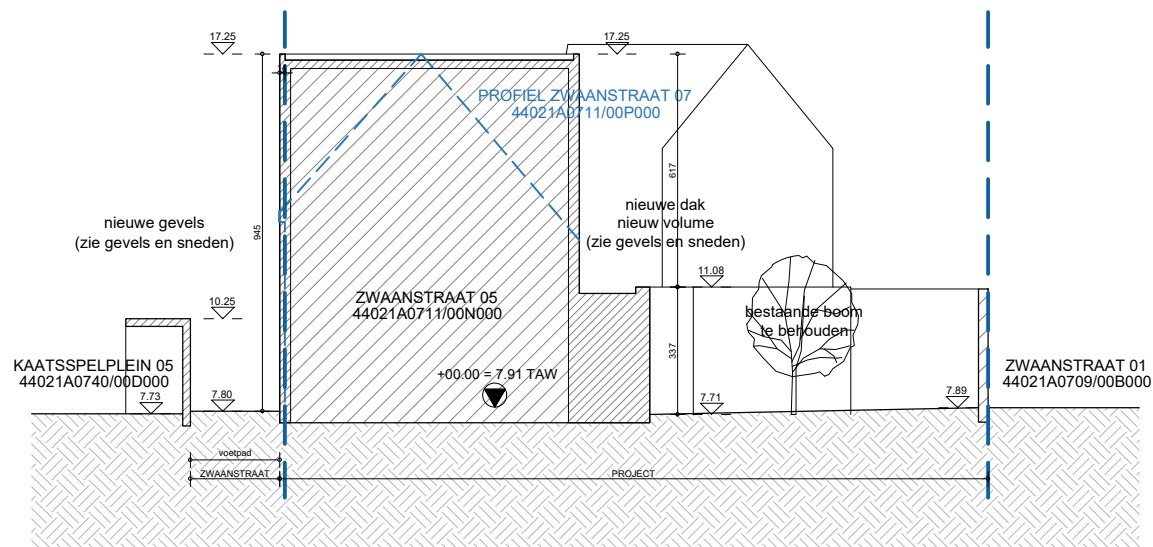 17.25
17.25
PROFIEL ZWAANSTRAAT 07
44021A0711/00P000
617
nieuwe gevels
(zie gevels en sneden)
945
nieuwe dak
nieuw volume
(zie gevels en sneden)
11.08
10.25
ZWAANSTRAAT 05
44021A0711/00N000
bestaande boom
te behouden
337
KAATSSPELPLEIN 05
44021A0740/00D000
+00.00 = 7.91 TAW
ZWAANSTRAAT 01
44021A0709/00B000
7.73
7.80
7.71
7.89
voetpad
ZWAANSTRAAT
PROJECT